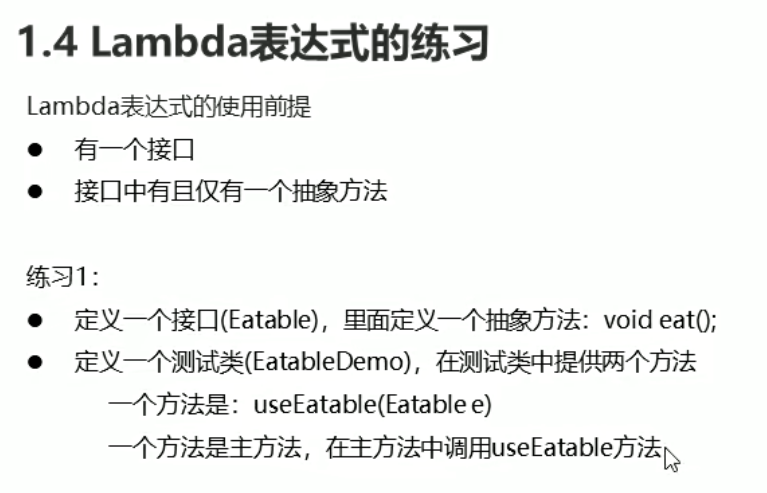 1.4 Lambda表达式的练习
Lambda表达式的使用前提
● 有一个接口
● 接口中有且仅有一个抽象方法
练习1：
● 定义一个接口(Eatable)，里面定义一个抽象方法：void eat();
● 定义一个测试类(EatableDemo)，在测试类中提供两个方法
一个方法是：useEatable(Eatable e)
一个方法是主方法，在主方法中调用useEatable方法